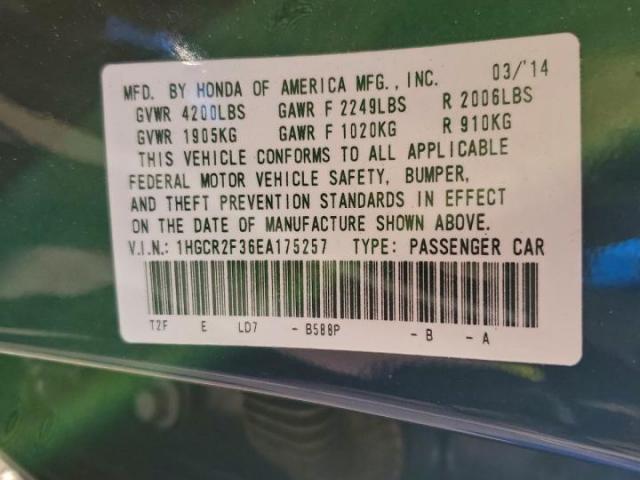 MFD. BY HONDA OF AMERICA MFG., INC. 03/'14
GVWR 4200LBS GAWR F 2249LBS R 2006LBS
GVWR 1905KG GAWR F 1020KG R 910KG
THIS VEHICLE CONFORMS TO ALL APPLICABLE
FEDERAL MOTOR VEHICLE SAFETY, BUMPER,
AND THEFT PREVENTION STANDARDS IN EFFECT
ON THE DATE OF MANUFACTURE SHOWN ABOVE.
V.I.N.: 1HGCR2F36EA175257 TYPE: PASSENGER CAR
T2F E LD7 - B588P - B - A